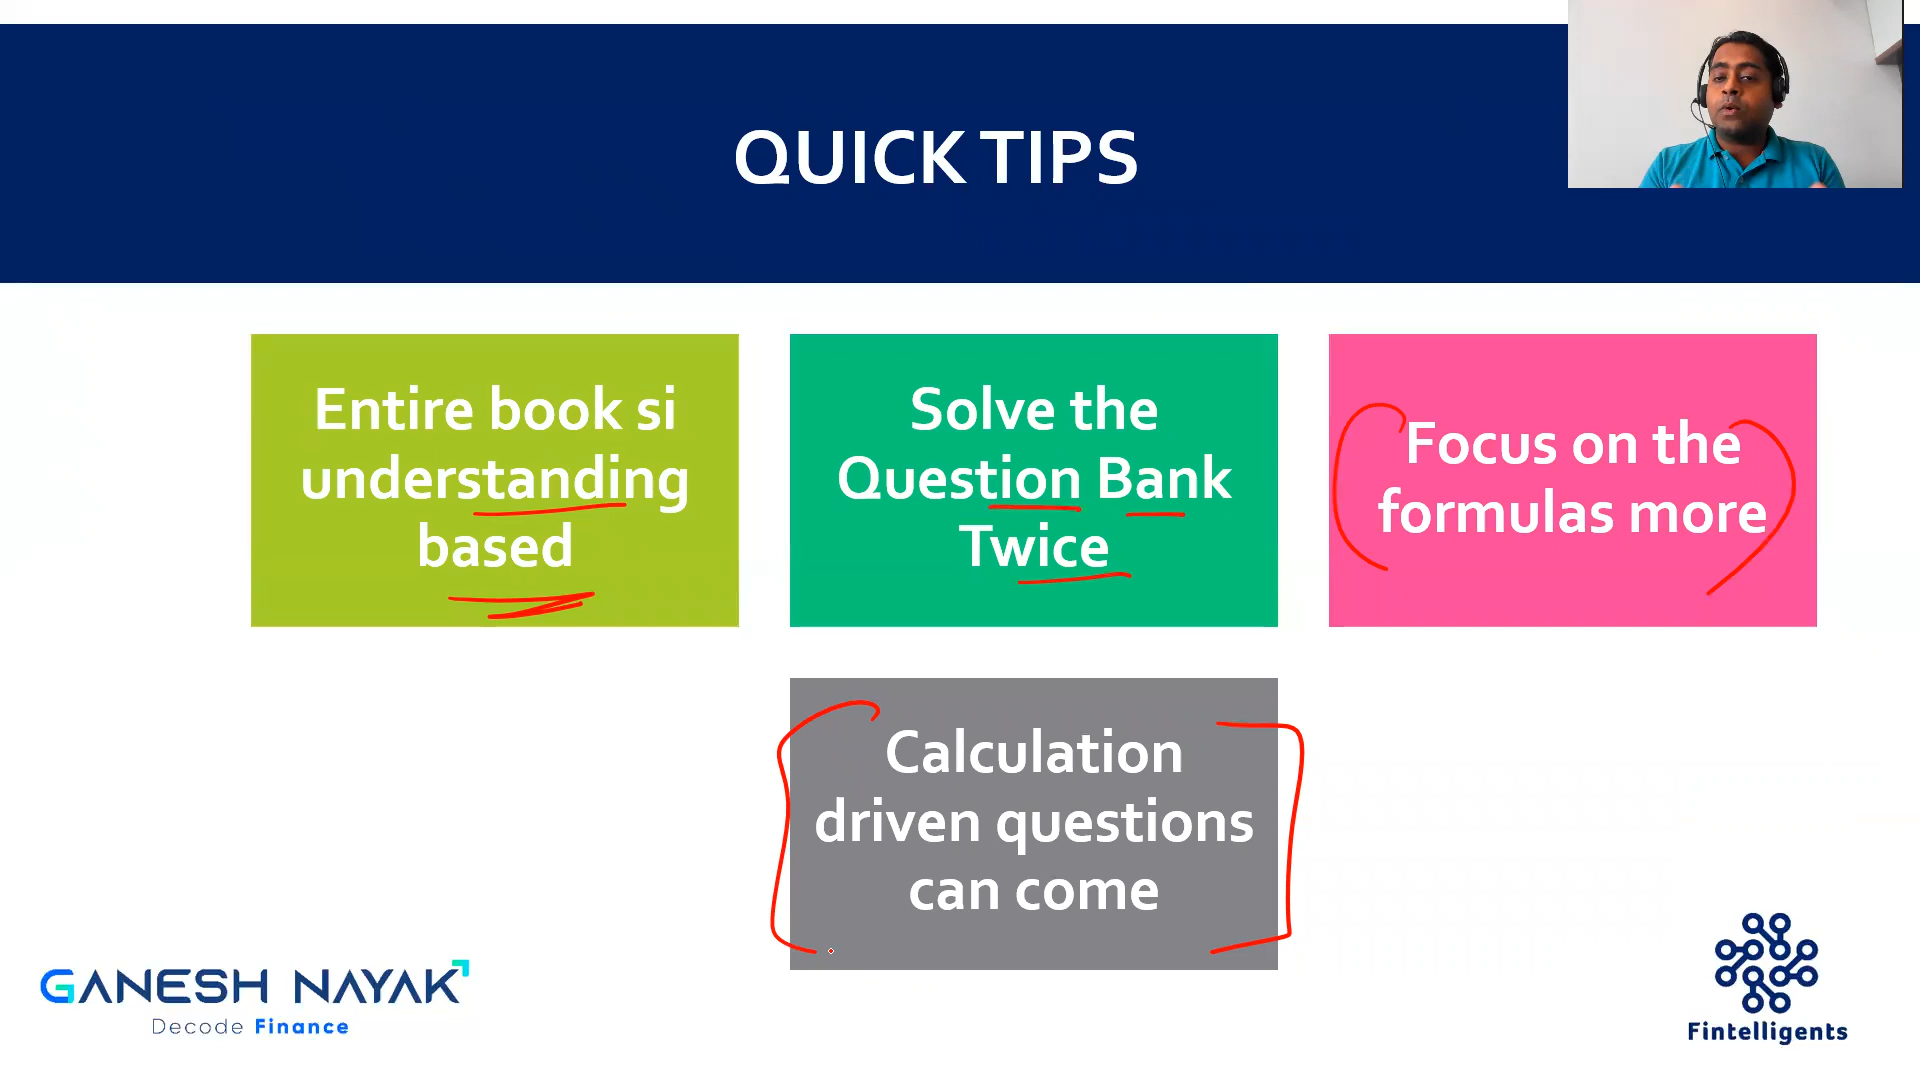 QUICK TIPS
Entire book si
understanding
based
Solve the
Question Bank
Twice
Focus on the
formulas more
Calculation
driven questions
can come
GANESH NAYAK
Decode Finance
Fintelligents